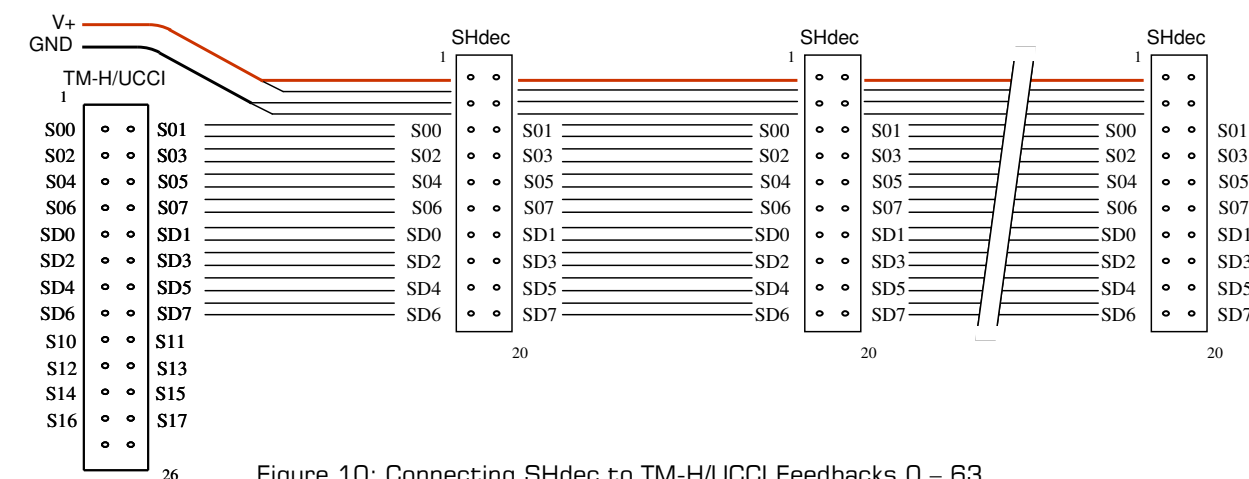 V+
GND
SHdec SHdec SHdec
1 1 1
TM-H/UCCI
1
S00 S01 S00 S01 S00 S01 S00 S01
S02 S03 S02 S03 S02 S03 S02 S03
S04 S05 S04 S05 S04 S05 S04 S05
S06 S07 S06 S07 S06 S07 S06 S07
SD0 SD1 SD0 SD1 SD0 SD1 SD0 SD1
SD2 SD3 SD2 SD3 SD2 SD3 SD2 SD3
SD4 SD5 SD4 SD5 SD4 SD5 SD4 SD5
SD6 SD7 SD6 SD7 SD6 SD7 SD6 SD7
S10 S11
20 20 20
S12 S13
S14 S15
S16 S17
26
Figure 10: Connecting SHdec to TM-H/UCCI Feedbacks 0 – 63